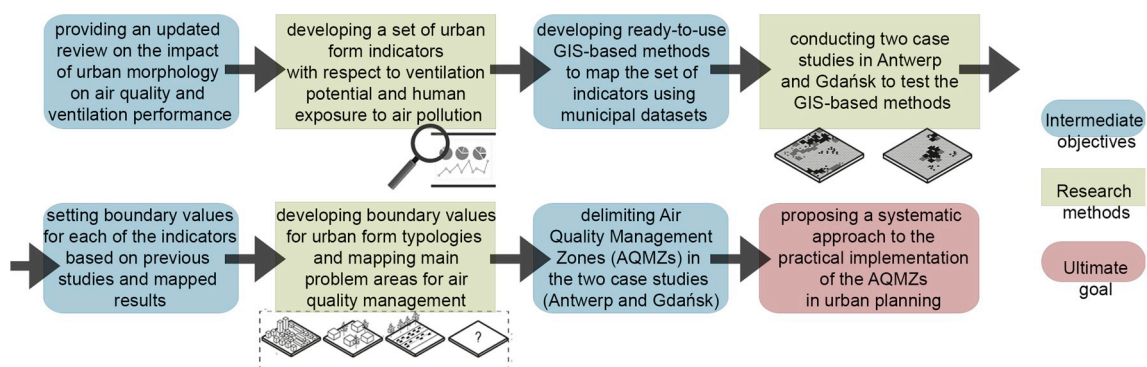 providing an updated
review on the impact
of urban morphology
on air quality and
ventilation performance
developing a set of urban
form indicators
with respect to ventilation
potential and human
exposure to air pollution
developing ready-to-use
GIS-based methods
to map the set of
indicators using
municipal datasets
conducting two case
studies in Antwerp
and Gdańsk to test the
GIS-based methods
Intermediate
objectives
Research
methods
Ultimate
goal
setting boundary values
for each of the indicators
based on previous
studies and mapped
results
developing boundary values
for urban form typologies
and mapping main
problem areas for air
quality management
?
delimiting Air
Quality Management
Zones (AQMZs) in
the two case studies
(Antwerp and Gdańsk)
proposing a systematic
approach to the
practical implementation
of the AQMZs
in urban planning